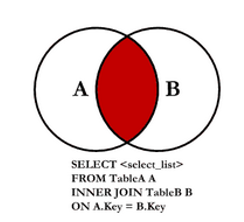 A B
SELECT <select_list>
FROM TableA A
INNER JOIN TableB B
ON A.Key = B.Key